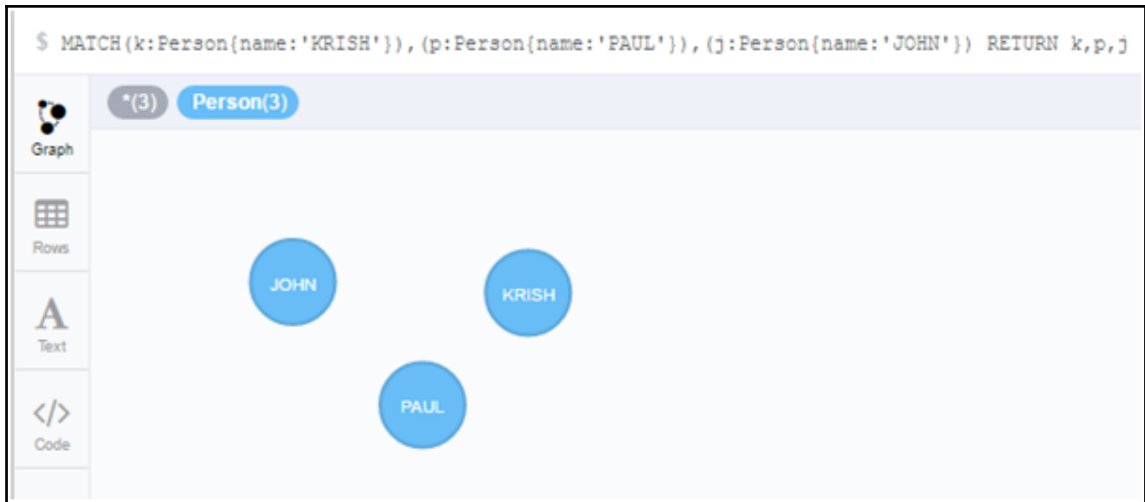 $ MATCH(k:Person{name:'KRISH'}),(p:Person{name:'PAUL'}),(j:Person{name:'JOHN'}) RETURN k,p,j
*(3) Person(3)
Graph
Rows
JOHN
KRISH
A
Text
PAUL
</>
Code